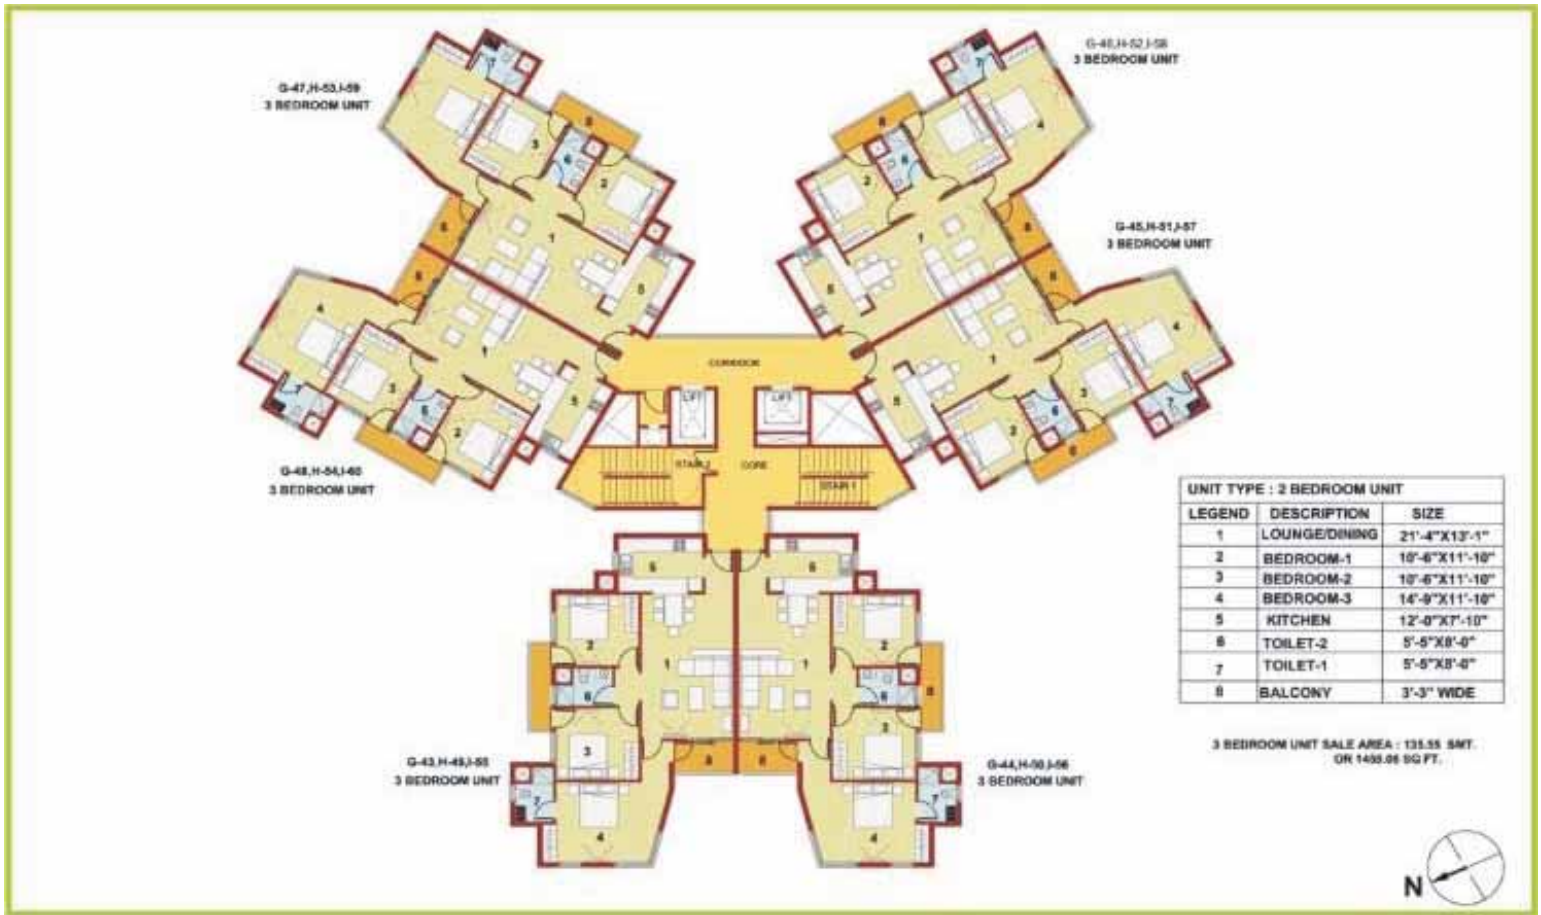 G-47,H-53,I-59
3 BEDROOM UNIT
3 BEDROOM UNIT
G-45,H-51,I-57
3 BEDROOM UNIT
G-48,H-54,I-60
3 BEDROOM UNIT
CORRIDOR
LIFT
LIFT
STAIR 2
CORE
STAIR 1
G-43,H-49,I-55
3 BEDROOM UNIT
G-44,H-50,I-56
3 BEDROOM UNIT
UNIT TYPE : 2 BEDROOM UNIT
LEGEND DESCRIPTION SIZE
1 LOUNGE/DINING 21'-4"X13'-1"
2 BEDROOM-1 10'-6"X11'-10"
3 BEDROOM-2 10'-6"X11'-10"
4 BEDROOM-3 14'-9"X11'-10"
5 KITCHEN 12'-0"X7'-10"
6 TOILET-2 5'-5"X8'-0"
7 TOILET-1 5'-5"X8'-0"
8 BALCONY 3'-3" WIDE
3 BEDROOM UNIT SALE AREA : 135.55 SMT.
OR SQ FT.
N